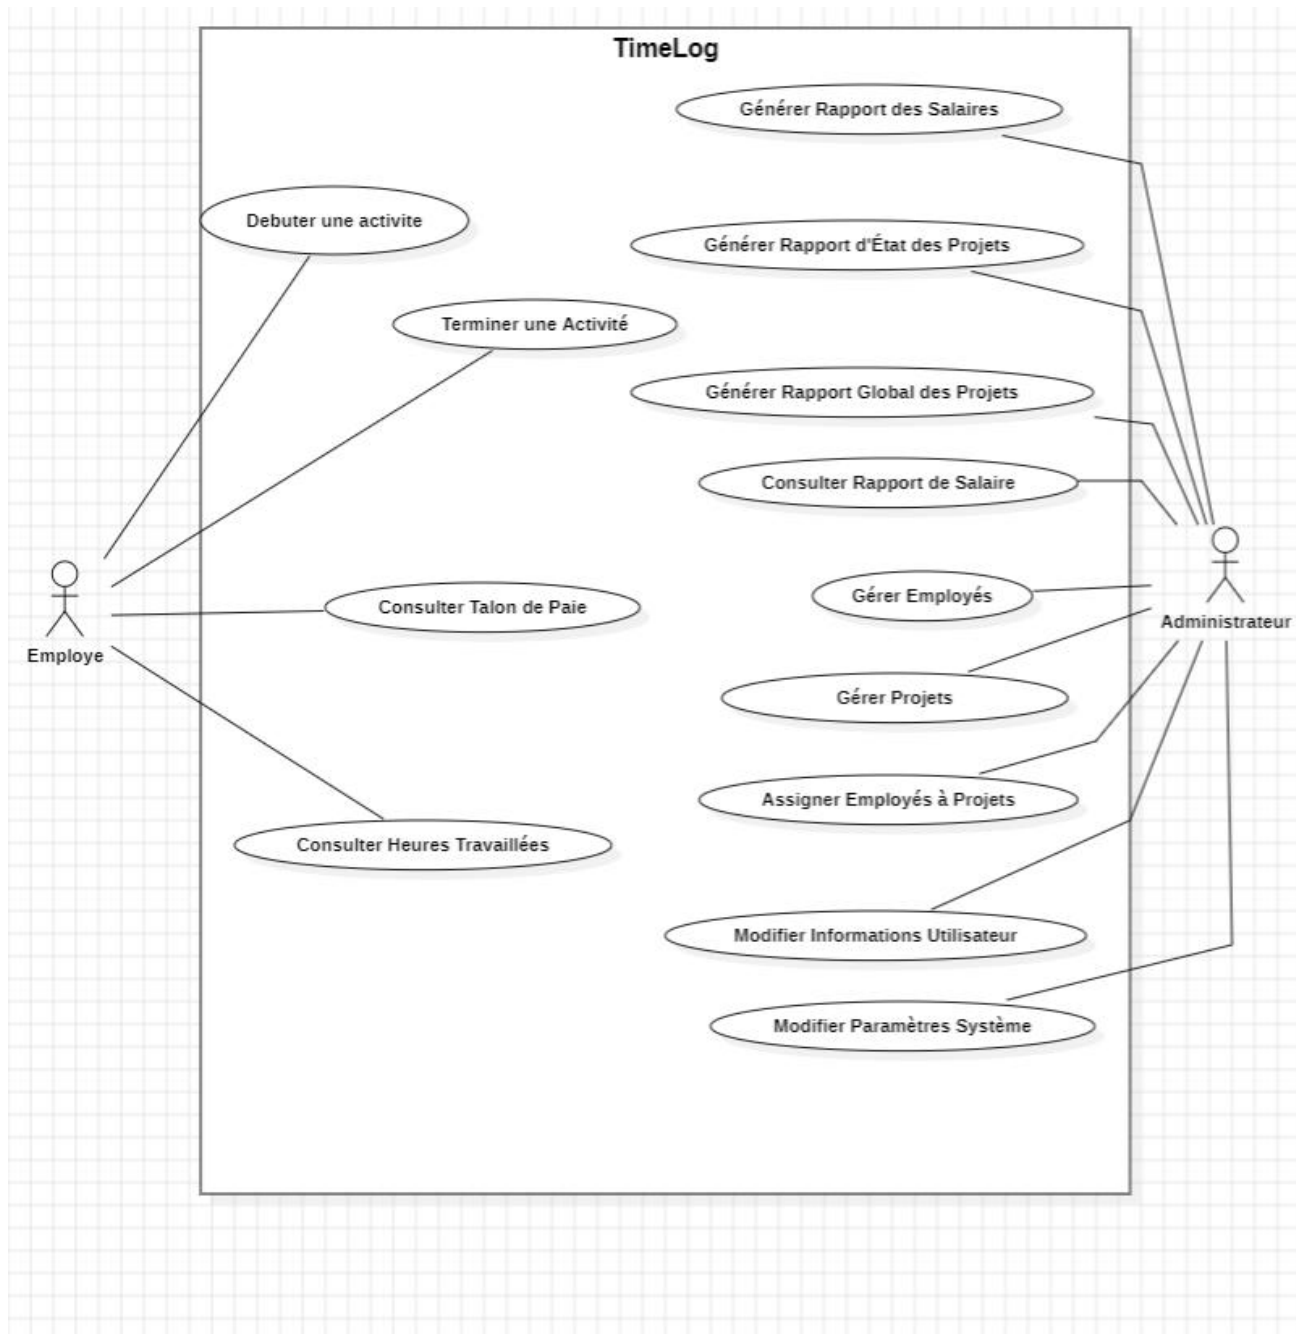 TimeLog
Générer Rapport des Salaires
Debuter une activite
Générer Rapport d'État des Projets
Terminer une Activité
Générer Rapport Global des Projets
Consulter Rapport de Salaire
Gérer Employés
Consulter Talon de Paie
Administrateur
Employe
Gérer Projets
Assigner Employés à Projets
Consulter Heures Travaillées
Modifier Informations Utilisateur
Modifier Paramètres Système